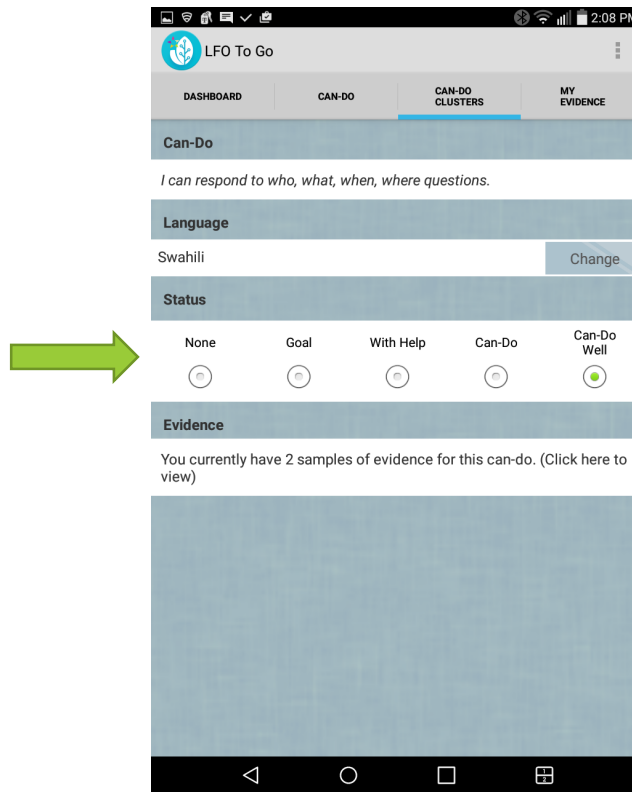 2:08 PM
LFO To Go
DASHBOARD CAN-DO CAN-DO CLUSTERS MY EVIDENCE
Can-Do
I can respond to who, what, when, where questions.
Language
Swahili Change
Status
None Goal With Help Can-Do Can-Do Well
Evidence
You currently have 2 samples of evidence for this can-do. (Click here to
view)
1
2